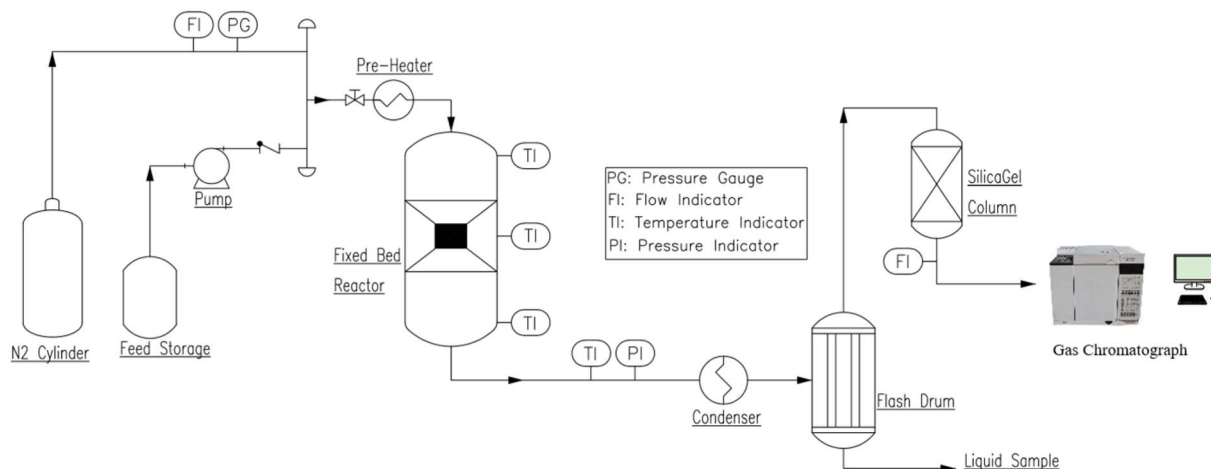 FI
PG
Pre-Heater
TI
Pump
PG: Pressure Gauge
FI: Flow Indicator
TI: Temperature Indicator
PI: Pressure Indicator
SilicaGel
Column
TI
Fixed Bed
Reactor
FI
TI
N2 Cylinder
Feed Storage
TI
PI
Gas Chromatograph
Condenser
Flash Drum
Liquid Sample